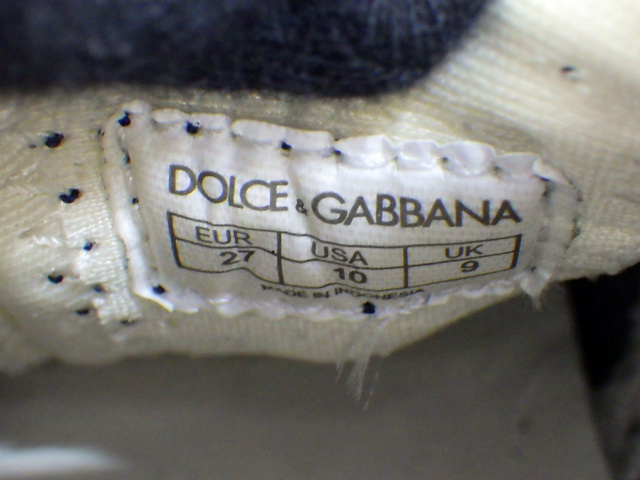 DOLCE & GABBANA
EUR USA UK
27 10 9
MADE IN INDONESIA